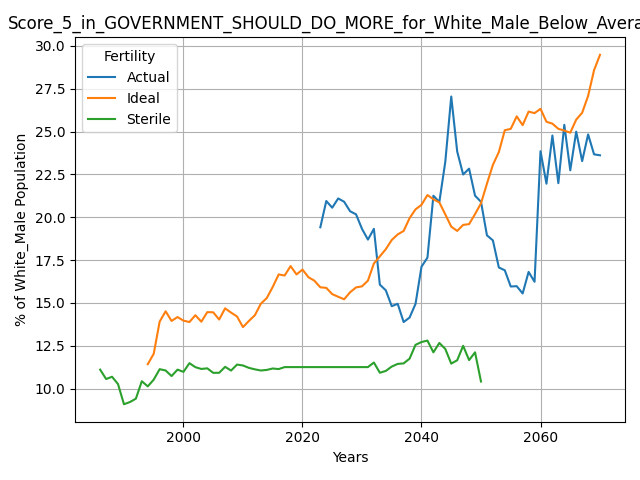 Score_5_in_GOVERNMENT_SHOULD_DO_MORE_for_White_Male_Below_Avera
Fertility
Actual
Ideal
Sterile
% of White_Male Population
30.0
27.5
25.0
22.5
20.0
17.5
15.0
12.5
10.0
2000 2020 2040 2060
Years